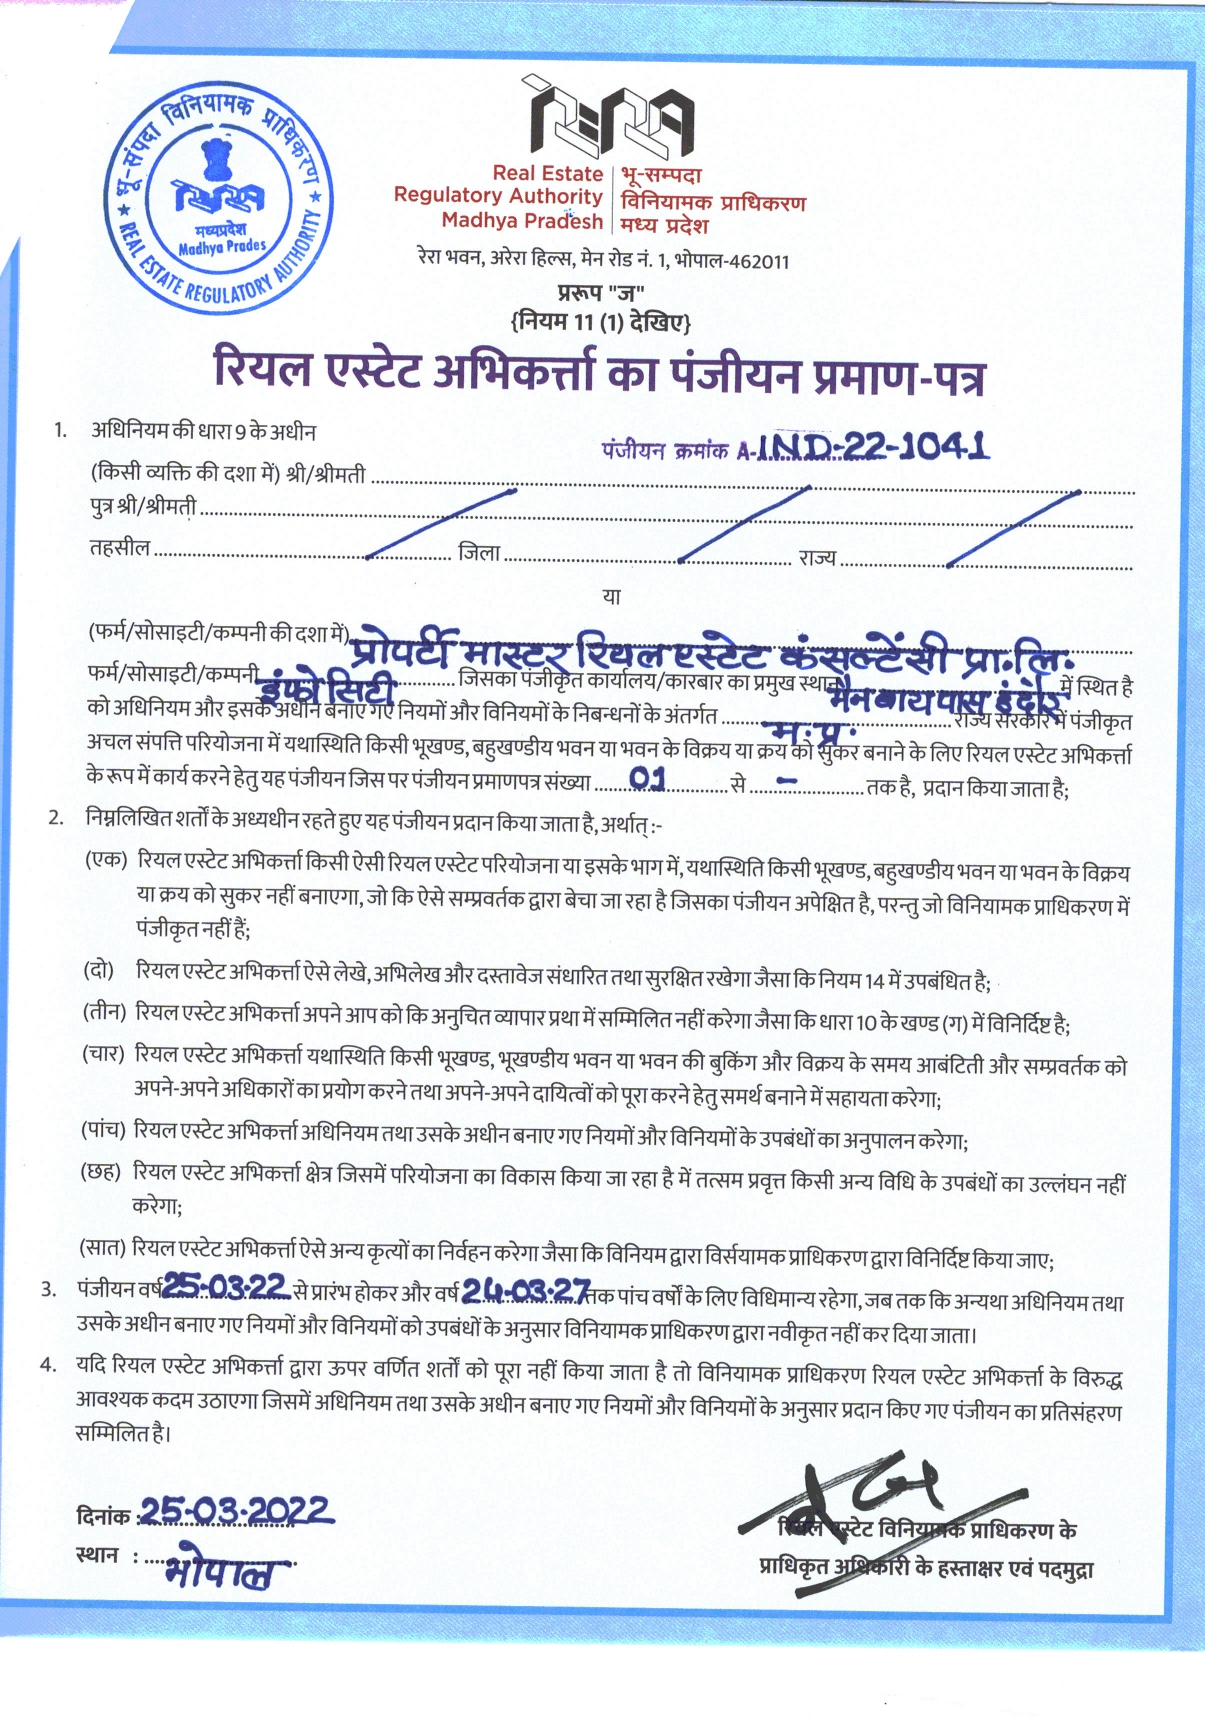 भू-संपदा विनियामक प्राधिकरण
मध्यप्रदेश
Madhya Prades
★ REAL ESTATE REGULATORY AUTHORITY ★
RERA
Real Estate
Regulatory Authority
Madhya Pradesh
भू-सम्पदा
विनियामक प्राधिकरण
मध्य प्रदेश
रेरा भवन, अरेरा हिल्स, मेन रोड नं. 1, भोपाल-462011
प्ररूप "ज"
{नियम 11 (1) देखिए}
रियल एस्टेट अभिकर्त्ता का पंजीयन प्रमाण-पत्र
1. अधिनियम की धारा 9 के अधीन
पंजीयन क्रमांक A-IND-22-1041
(किसी व्यक्ति की दशा में) श्री/श्रीमती
पुत्र श्री/श्रीमती
तहसील जिला राज्य
या
(फर्म/सोसाइटी/कम्पनी की दशा में) प्रोपर्टी मास्टर रियल एस्टेट कंसल्टेंसी प्रा.लि.
फर्म/सोसाइटी/कम्पनी इंफो सिटी जिसका पंजीकृत कार्यालय/कारबार का प्रमुख स्थान मैन बायपास इंदौर में स्थित है
को अधिनियम और इसके अधीन बनाए गए नियमों और विनियमों के निबन्धनों के अंतर्गत म.प्र. राज्य सरकार में पंजीकृत
अचल संपत्ति परियोजना में यथास्थिति किसी भूखण्ड, बहुखण्डीय भवन या भवन के विक्रय या क्रय को सुकर बनाने के लिए रियल एस्टेट अभिकर्त्ता
के रूप में कार्य करने हेतु यह पंजीयन जिस पर पंजीयन प्रमाणपत्र संख्या 01 से - तक है, प्रदान किया जाता है;
2. निम्नलिखित शर्तों के अध्यधीन रहते हुए यह पंजीयन प्रदान किया जाता है, अर्थात् :-
(एक) रियल एस्टेट अभिकर्त्ता किसी ऐसी रियल एस्टेट परियोजना या इसके भाग में, यथास्थिति किसी भूखण्ड, बहुखण्डीय भवन या भवन के विक्रय
या क्रय को सुकर नहीं बनाएगा, जो कि ऐसे सम्प्रवर्तक द्वारा बेचा जा रहा है जिसका पंजीयन अपेक्षित है, परन्तु जो विनियामक प्राधिकरण में
पंजीकृत नहीं हैं;
(दो) रियल एस्टेट अभिकर्त्ता ऐसे लेखे, अभिलेख और दस्तावेज संधारित तथा सुरक्षित रखेगा जैसा कि नियम 14 में उपबंधित है;
(तीन) रियल एस्टेट अभिकर्त्ता अपने आप को कि अनुचित व्यापार प्रथा में सम्मिलित नहीं करेगा जैसा कि धारा 10 के खण्ड (ग) में विनिर्दिष्ट है;
(चार) रियल एस्टेट अभिकर्त्ता यथास्थिति किसी भूखण्ड, भूखण्डीय भवन या भवन की बुकिंग और विक्रय के समय आबंटिती और सम्प्रवर्तक को
अपने-अपने अधिकारों का प्रयोग करने तथा अपने-अपने दायित्वों को पूरा करने हेतु समर्थ बनाने में सहायता करेगा;
(पांच) रियल एस्टेट अभिकर्त्ता अधिनियम तथा उसके अधीन बनाए गए नियमों और विनियमों के उपबंधों का अनुपालन करेगा;
(छह) रियल एस्टेट अभिकर्त्ता क्षेत्र जिसमें परियोजना का विकास किया जा रहा है में तत्सम प्रवृत्त किसी अन्य विधि के उपबंधों का उल्लंघन नहीं
करेगा;
(सात) रियल एस्टेट अभिकर्त्ता ऐसे अन्य कृत्यों का निर्वहन करेगा जैसा कि विनियम द्वारा विर्सयामक प्राधिकरण द्वारा विनिर्दिष्ट किया जाए;
3. पंजीयन वर्ष 25-03-22 से प्रारंभ होकर और वर्ष 24-03-27 तक पांच वर्षों के लिए विधिमान्य रहेगा, जब तक कि अन्यथा अधिनियम तथा
उसके अधीन बनाए गए नियमों और विनियमों को उपबंधों के अनुसार विनियामक प्राधिकरण द्वारा नवीकृत नहीं कर दिया जाता।
4. यदि रियल एस्टेट अभिकर्त्ता द्वारा ऊपर वर्णित शर्तों को पूरा नहीं किया जाता है तो विनियामक प्राधिकरण रियल एस्टेट अभिकर्त्ता के विरुद्ध
आवश्यक कदम उठाएगा जिसमें अधिनियम तथा उसके अधीन बनाए गए नियमों और विनियमों के अनुसार प्रदान किए गए पंजीयन का प्रतिसंहरण
सम्मिलित है।
दिनांक : 25-03-2022
स्थान : भोपाल
रियल एस्टेट विनियामक प्राधिकरण के
प्राधिकृत अधिकारी के हस्ताक्षर एवं पदमुद्रा